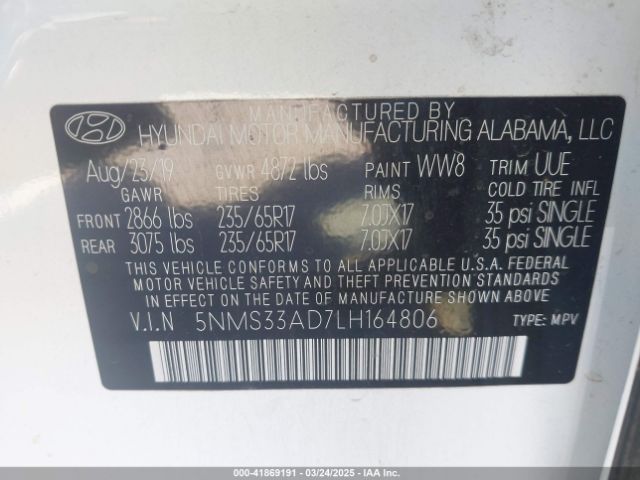 MANUFACTURED BY
HYUNDAI MOTOR MANUFACTURING ALABAMA, LLC
Aug/23/19 GVWR 4872 lbs PAINT WW8 TRIM UUE
GAWR TIRES RIMS COLD TIRE INFL
FRONT 2866 lbs 235/65R17 7.0JX17 35 psi SINGLE
REAR 3075 lbs 235/65R17 7.0JX17 35 psi SINGLE
THIS VEHICLE CONFORMS TO ALL APPLICABLE U.S.A. FEDERAL
MOTOR VEHICLE SAFETY, BUMPER, AND THEFT PREVENTION
STANDARDS IN EFFECT ON THE DATE OF MANUFACTURE SHOWN ABOVE.
V.I.N 5NMS33AD7LH164806 TYPE: MPV
000-41869191 - 03/24/2025 - IAA Inc.